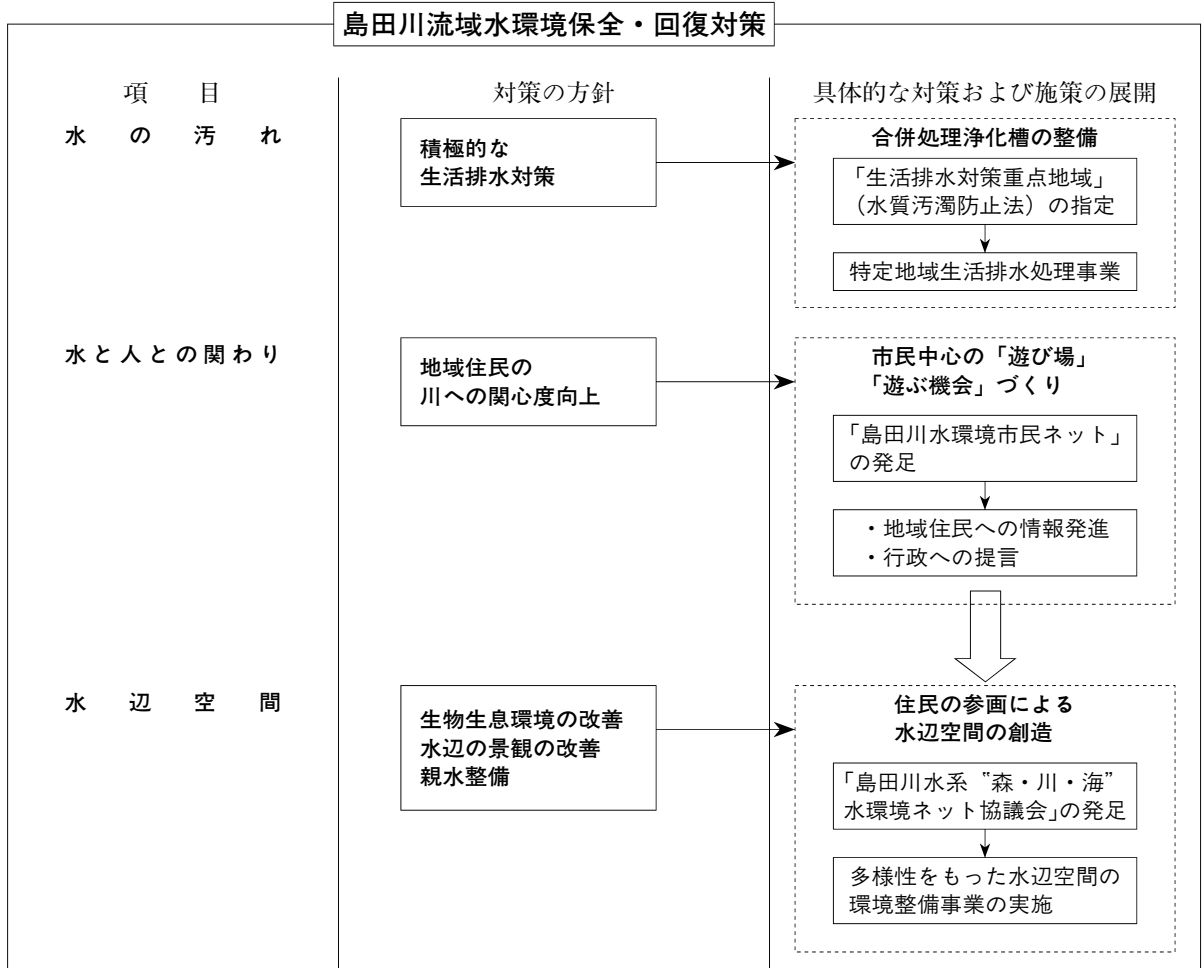 島田川流域水環境保全・回復対策
項目
対策の方針
具体的な対策および施策の展開
水の汚れ
積極的な
生活排水対策
合併処理浄化槽の整備
「生活排水対策重点地域」
（水質汚濁防止法）の指定
特定地域生活排水処理事業
水と人との関わり
地域住民の
川への関心度向上
市民中心の「遊び場」
「遊ぶ機会」づくり
「島田川水環境市民ネット」
の発足
・地域住民への情報発進
・行政への提言
水辺空間
生物生息環境の改善
水辺の景観の改善
親水整備
住民の参画による
水辺空間の創造
「島田川水系〝森・川・海”
水環境ネット協議会」の発足
多様性をもった水辺空間の
環境整備事業の実施